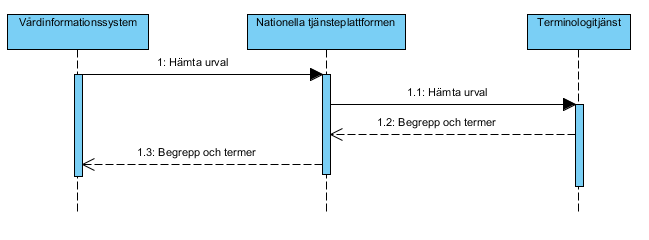 Vårdinformationssystem
Nationella tjänsteplattformen
Terminologitjänst
1: Hämta urval
1.1: Hämta urval
1.2: Begrepp och termer
1.3: Begrepp och termer